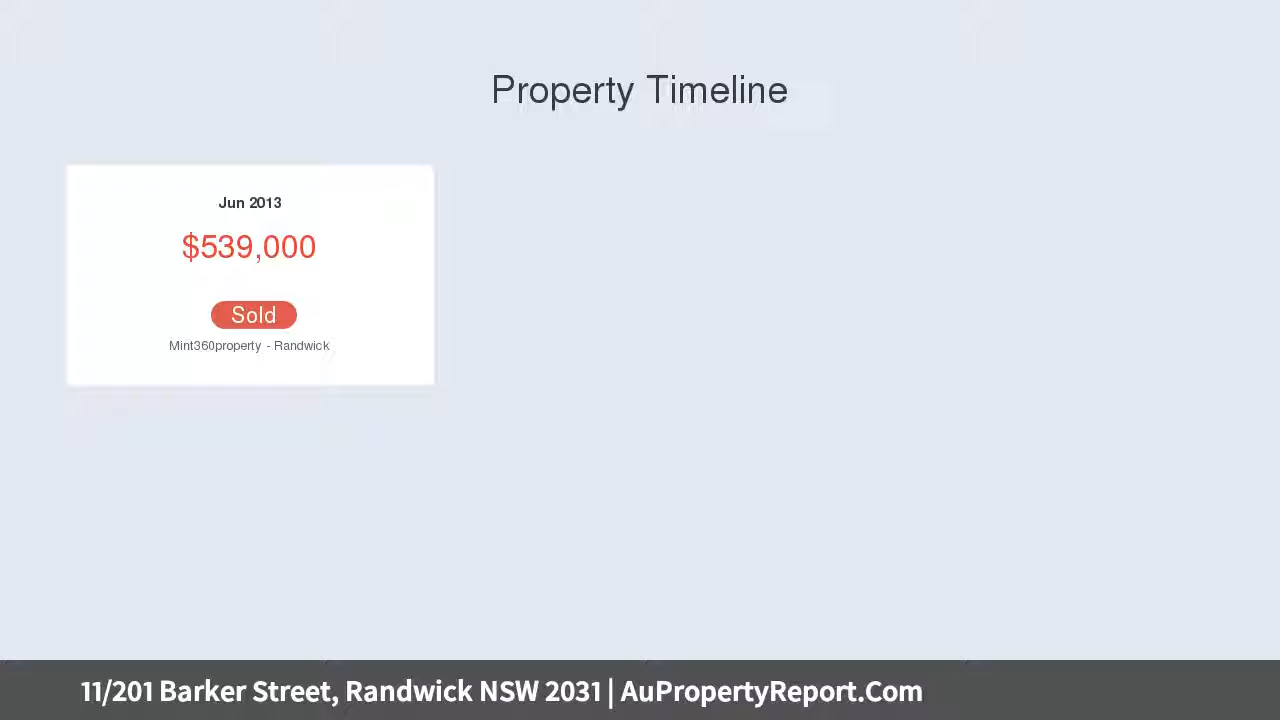 Property Timeline
Jun 2013
$539,000
Sold
Mint360property - Randwick
11/201 Barker Street, Randwick NSW 2031 | AuPropertyReport.Com